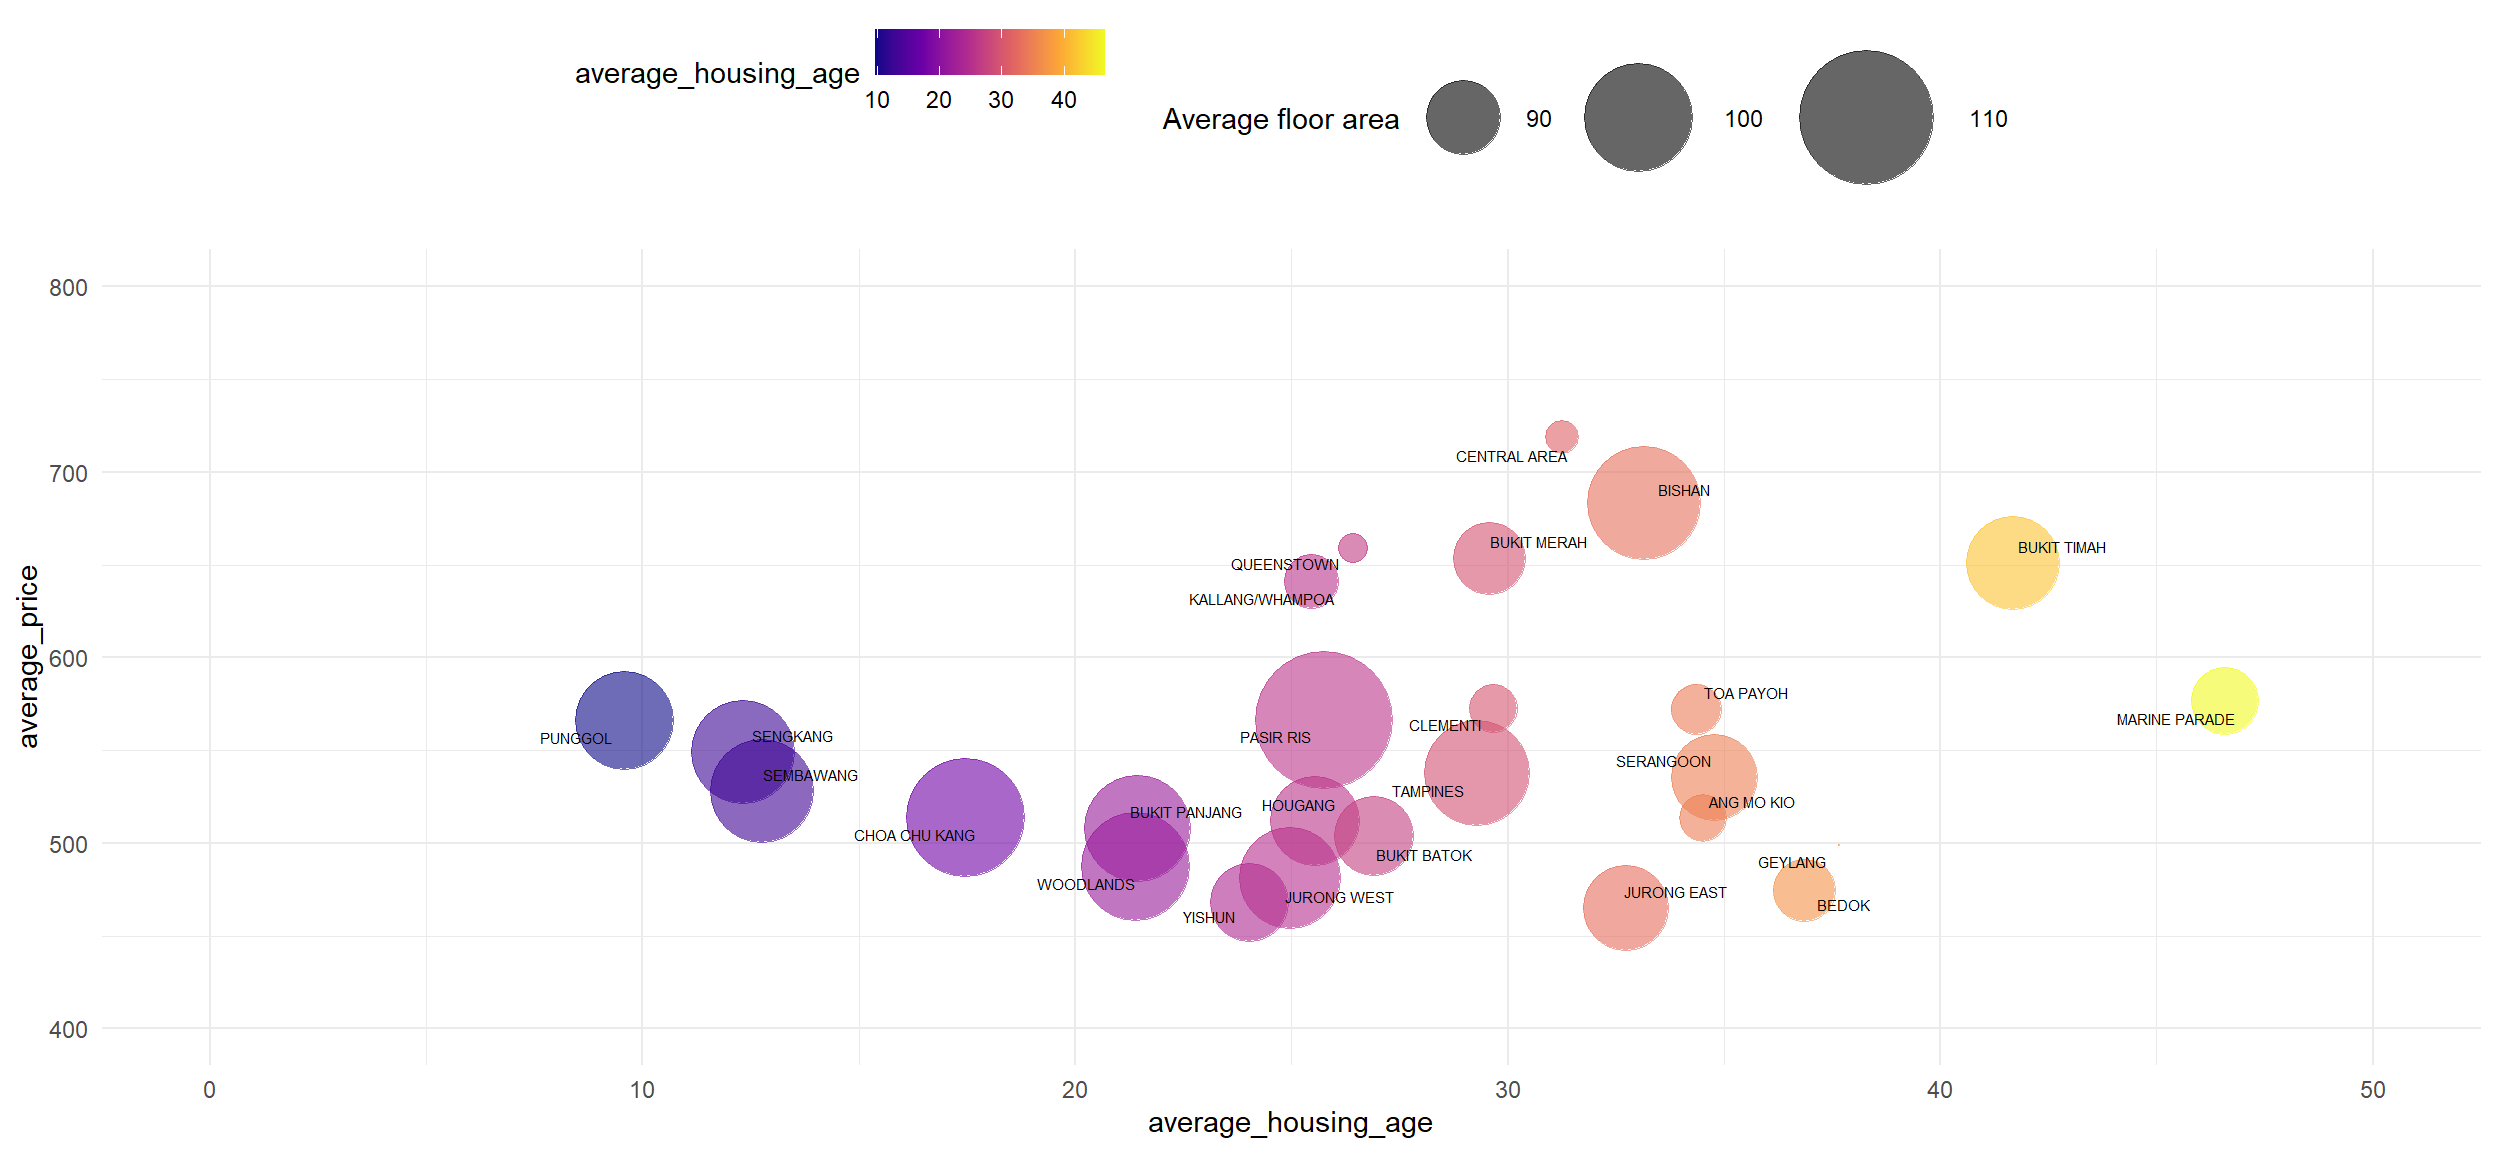 average_housing_age
10 20 30 40
Average floor area 90 100 110
average_price
800
700
600
500
400
CENTRAL AREA
BISHAN
BUKIT MERAH
BUKIT TIMAH
QUEENSTOWN
KALLANG/WHAMPOA
TOA PAYOH
MARINE PARADE
CLEMENTI
PUNGGOL
SENGKANG
PASIR RIS
SERANGOON
SEMBAWANG
TAMPINES
ANG MO KIO
HOUGANG
BUKIT PANJANG
CHOA CHU KANG
BUKIT BATOK
GEYLANG
WOODLANDS
JURONG EAST
JURONG WEST
BEDOK
YISHUN
0 10 20 30 40 50
average_housing_age